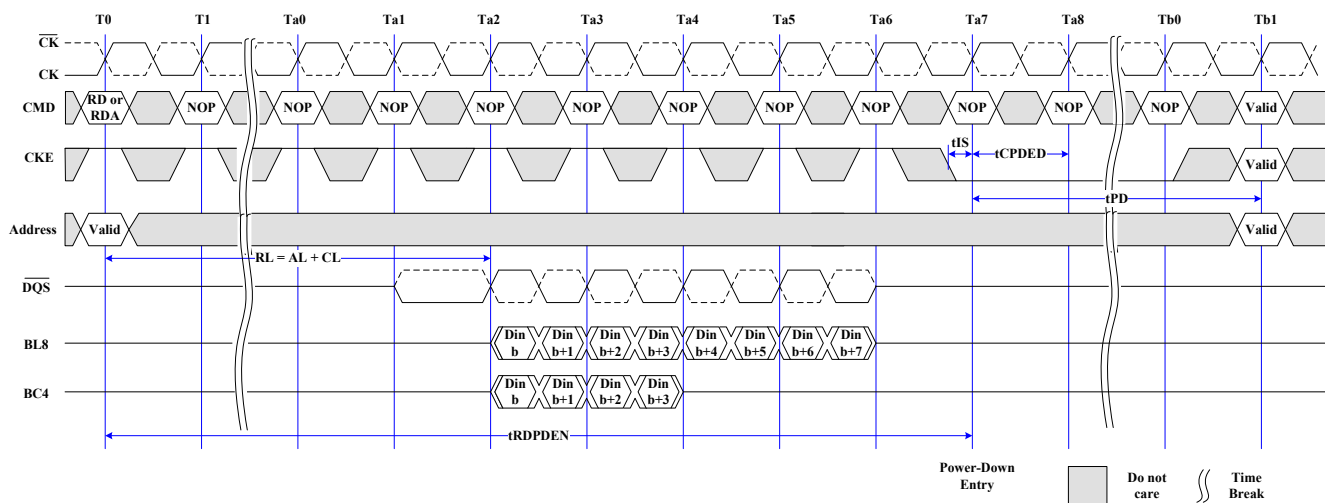 T0 T1 Ta0 Ta1 Ta2 Ta3 Ta4 Ta5 Ta6 Ta7 Ta8 Tb0 Tb1
CK
CK
CMD RD or RDA NOP NOP NOP NOP NOP NOP NOP NOP NOP NOP NOP Valid
tIS
CKE tCPDED Valid
tPD
Address Valid Valid
RL = AL + CL
DQS
BL8 Din b Din b+1 Din b+2 Din b+3 Din b+4 Din b+5 Din b+6 Din b+7
BC4 Din b Din b+1 Din b+2 Din b+3
tRDPDEN
Power-Down Entry Do not care Time Break